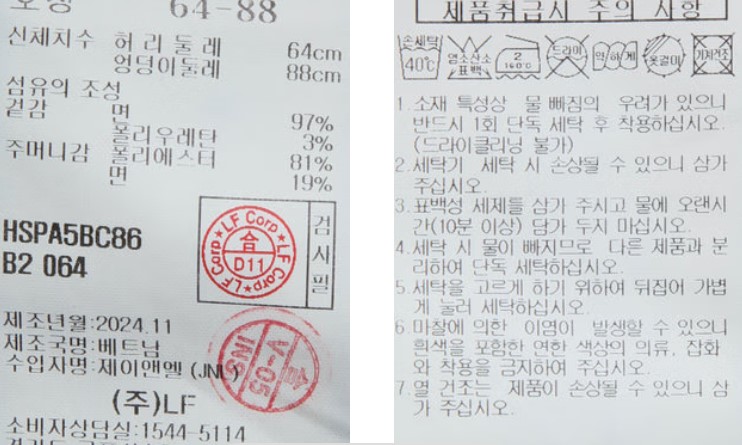 64-88
신체치수 허리둘레 64cm
엉덩이둘레 88cm
섬유의 조성
겉감 면 97%
폴리우레탄 3%
주머니감 폴리에스터 81%
면 19%
HSPA5BC86
B2 064
LF Corp★LF Corp★LF Corp★
合
D11
검사필
제조년월:2024.11
제조국명:베트남
수입자명:제이앤엘 (JNL)
合
V-05
INS
(주)LF
소비자상담실:1544-5114
제품취급시 주의 사항
손세탁 40℃
염소산소 표백
2 160℃
드라이
약하게
옷걸이
기계건조
1.소재 특성상 물 빠짐의 우려가 있으니
반드시 1회 단독 세탁 후 착용하십시오.
(드라이클리닝 불가)
2.세탁기 세탁 시 손상될 수 있으니 삼가
주십시오.
3.표백성 세제를 삼가 주시고 물에 오랜시
간(10분 이상) 담가 두지 마십시오.
4.세탁 시 물이 빠지므로 다른 제품과 분
리하여 단독 세탁하십시오.
5.세탁을 고르게 하기 위하여 뒤집어 가볍
게 눌러 세탁하십시오.
6.마찰에 의한 이염이 발생할 수 있으니
흰색을 포함한 연한 색상의 의류, 잡화
와 착용을 금지하여 주십시오.
7.열 건조는 제품이 손상될 수 있으니 삼
가 주십시오.